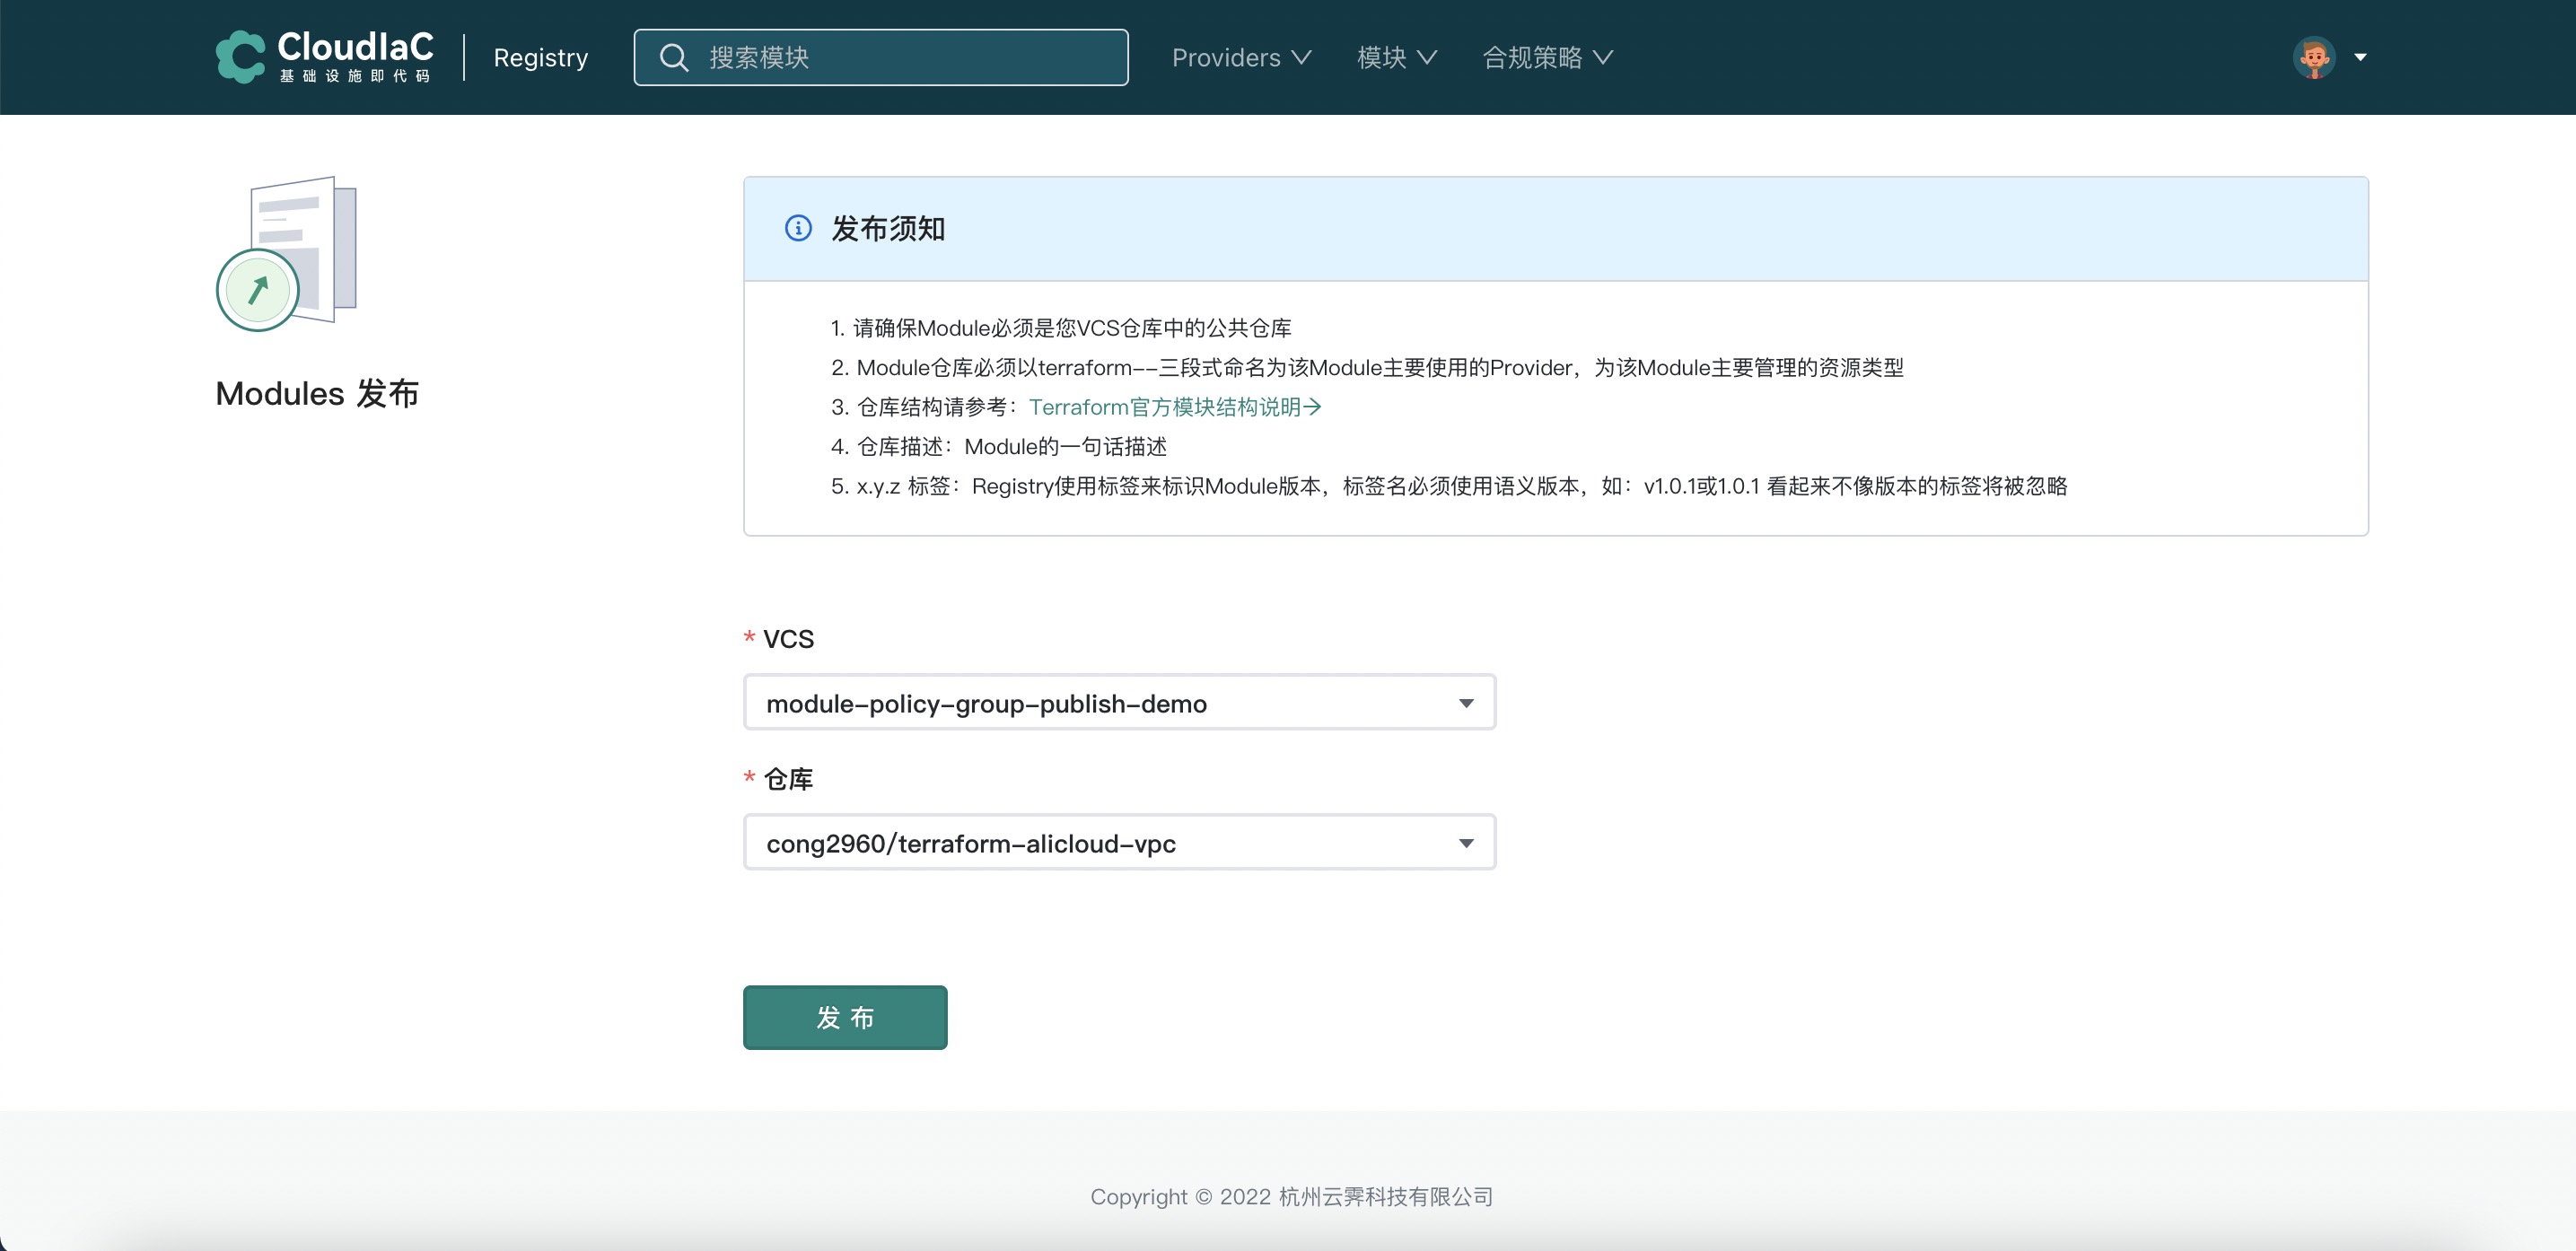 CloudIaC
基础设施即代码
Registry
搜索模块
Providers
模块
合规策略
Modules 发布
发布须知
1. 请确保Module必须是您VCS仓库中的公共仓库
2. Module仓库必须以terraform--三段式命名为该Module主要使用的Provider，为该Module主要管理的资源类型
3. 仓库结构请参考：Terraform官方模块结构说明→
4. 仓库描述：Module的一句话描述
5. x.y.z 标签：Registry使用标签来标识Module版本，标签名必须使用语义版本，如：v1.0.1或1.0.1 看起来不像版本的标签将被忽略
* VCS
module-policy-group-publish-demo
* 仓库
cong2960/terraform-alicloud-vpc
发 布
Copyright © 2022 杭州云霁科技有限公司